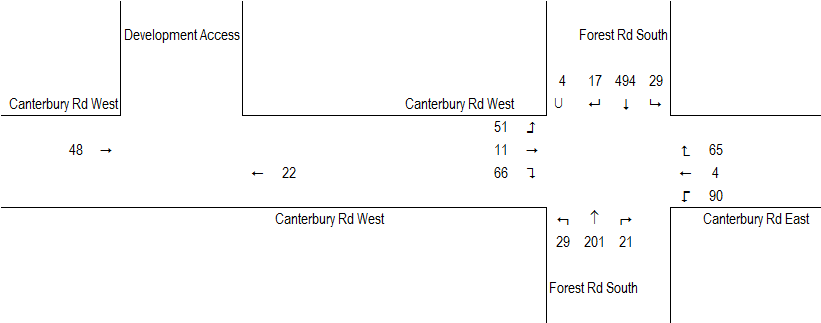 Development Access
Forest Rd South
4 17 494 29
∪ ↵ ↓ ↳
Canterbury Rd West
Canterbury Rd West
51 ⮥
48 →
11 →
↰ 65
← 22
66 ↴
← 4
↱ 90
Canterbury Rd West
↰ ↑ ↱
Canterbury Rd East
29 201 21
Forest Rd South